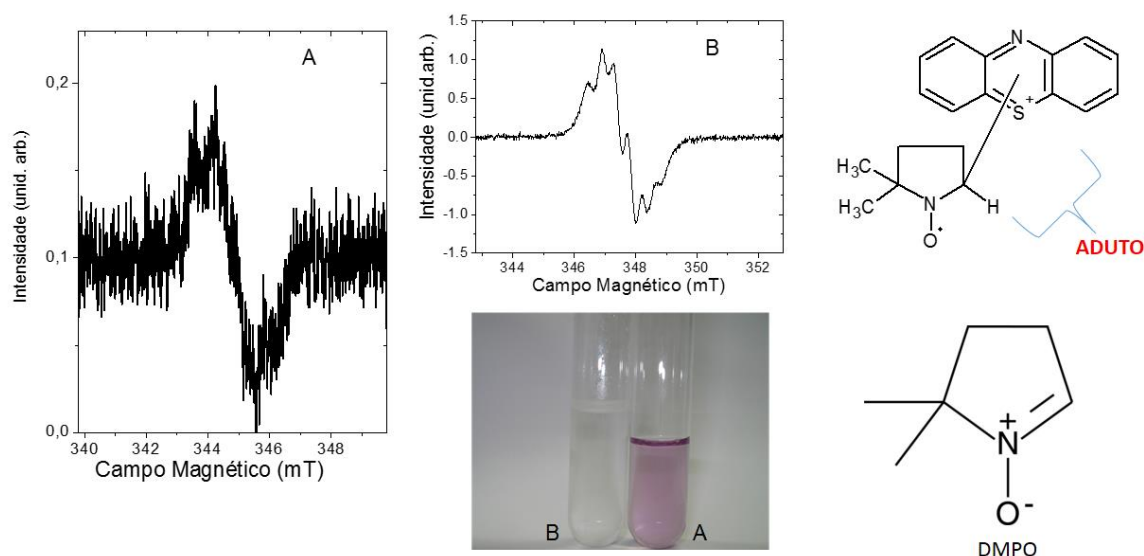 A
Intensidade (unid. arb.)
0,2
0,1
0,0
340 342 344 346 348
Campo Magnético (mT)
B
Intensidade (unid.arb.)
1.5
1.0
0.5
0.0
-0.5
-1.0
-1.5
344 346 348 350 352
Campo Magnético (mT)
B A
N
S+
H3C
H3C
N
H
O•
ADUTO
N+
O-
DMPO